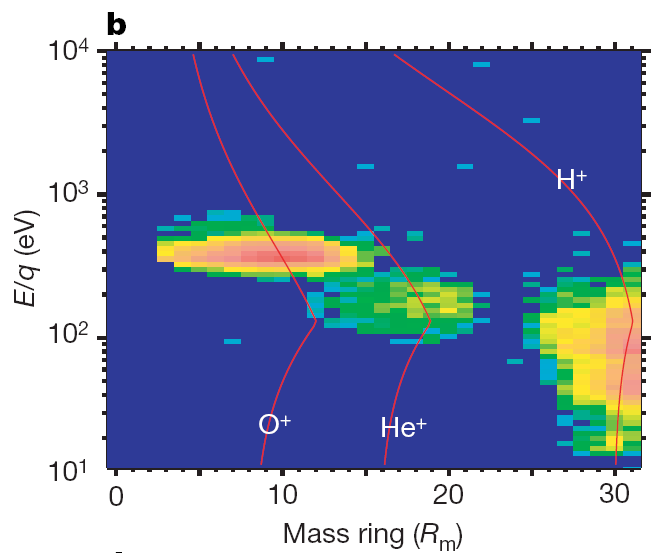 b
10⁴
10³
10²
10¹
E/q (eV)
H⁺
O⁺
He⁺
0 10 20 30
Mass ring (Rₘ)